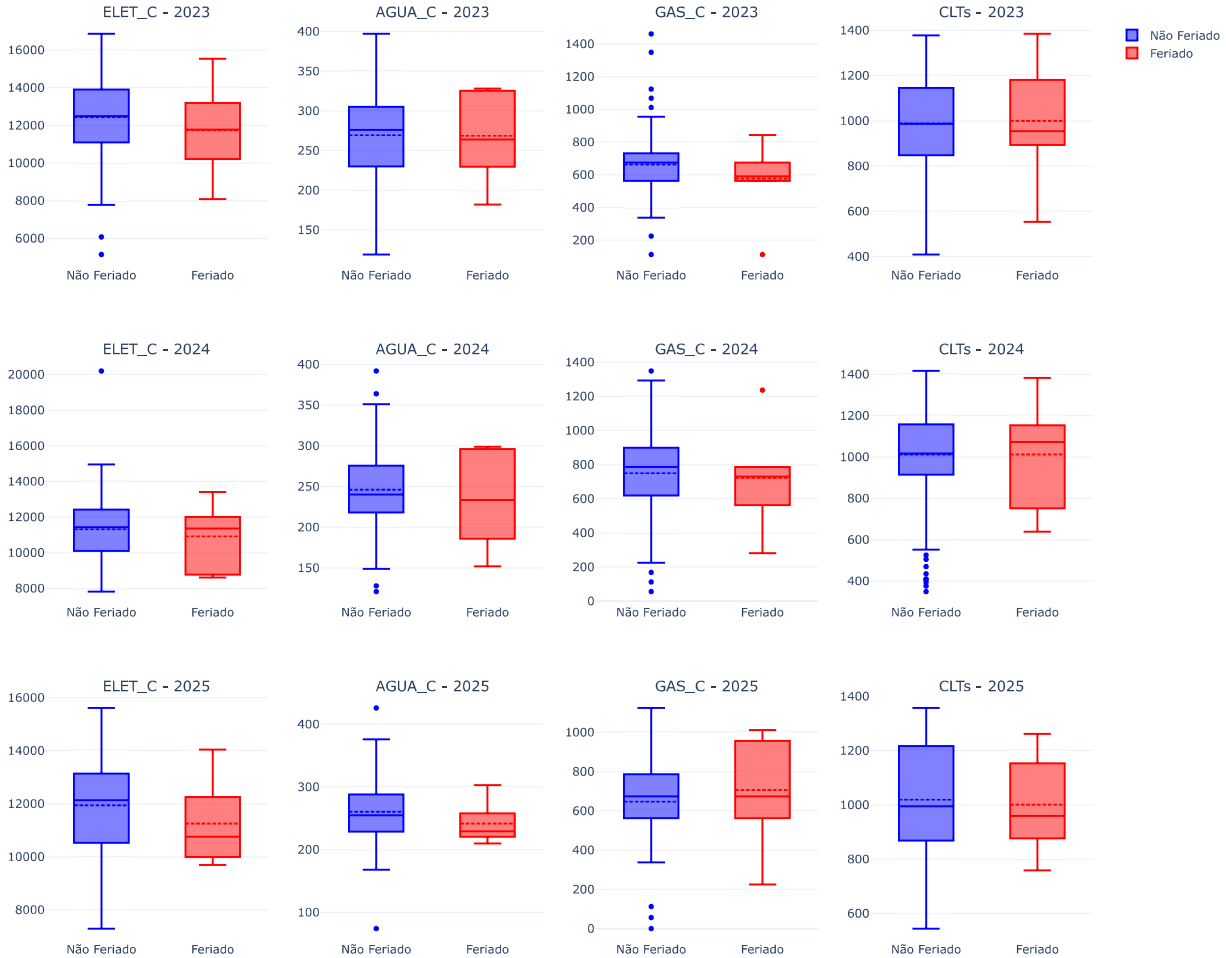 ELET_C - 2023
AGUA_C - 2023
GAS_C - 2023
CLTs - 2023
Não Feriado
Feriado
16000
14000
12000
10000
8000
6000
Não Feriado
Feriado
400
350
300
250
200
150
Não Feriado
Feriado
1400
1200
1000
800
600
400
200
Não Feriado
Feriado
1400
1200
1000
800
600
400
Não Feriado
Feriado
ELET_C - 2024
AGUA_C - 2024
GAS_C - 2024
CLTs - 2024
20000
18000
16000
14000
12000
10000
8000
Não Feriado
Feriado
400
350
300
250
200
150
Não Feriado
Feriado
1400
1200
1000
800
600
400
200
0
Não Feriado
Feriado
1400
1200
1000
800
600
400
Não Feriado
Feriado
ELET_C - 2025
AGUA_C - 2025
GAS_C - 2025
CLTs - 2025
16000
14000
12000
10000
8000
Não Feriado
Feriado
400
300
200
100
Não Feriado
Feriado
1000
800
600
400
200
0
Não Feriado
Feriado
1400
1200
1000
800
600
Não Feriado
Feriado